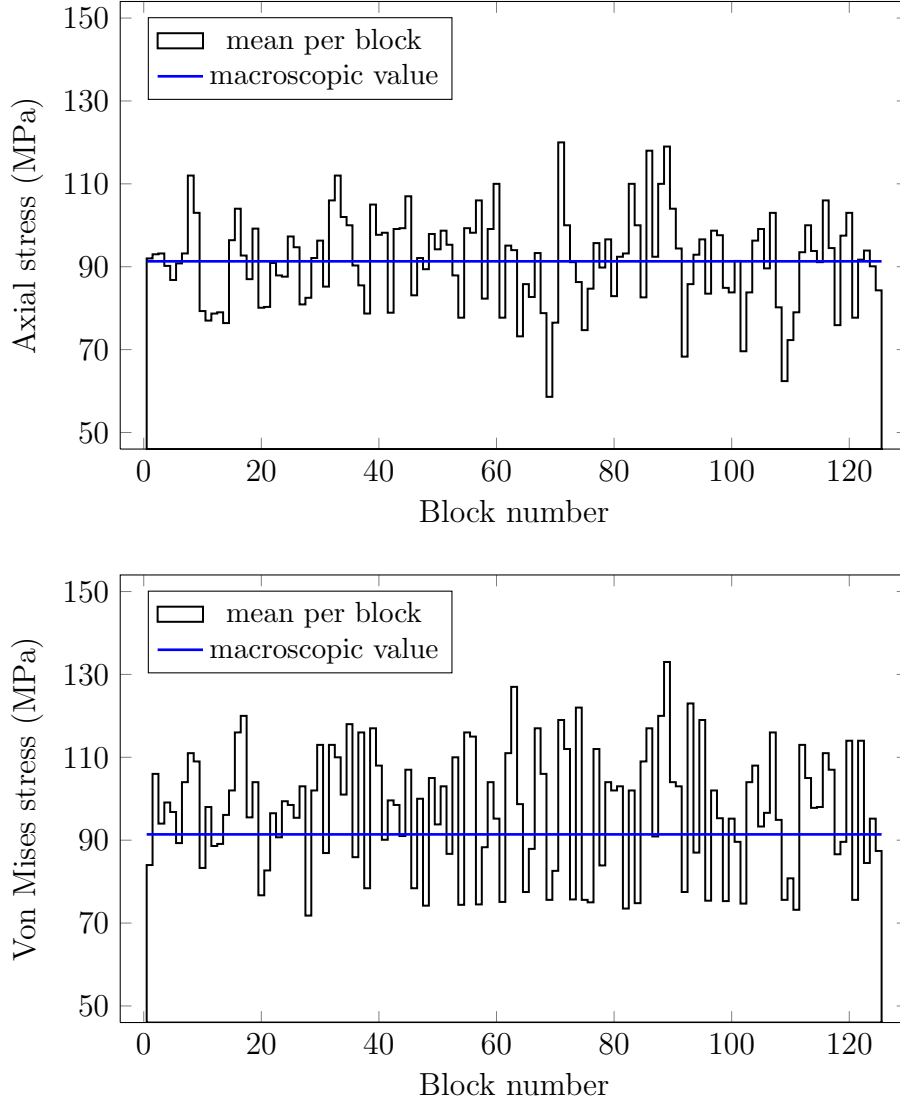 150
130
110
90
70
50
Axial stress (MPa)
mean per block
macroscopic value
0 20 40 60 80 100 120
Block number
150
130
110
90
70
50
Von Mises stress (MPa)
mean per block
macroscopic value
0 20 40 60 80 100 120
Block number